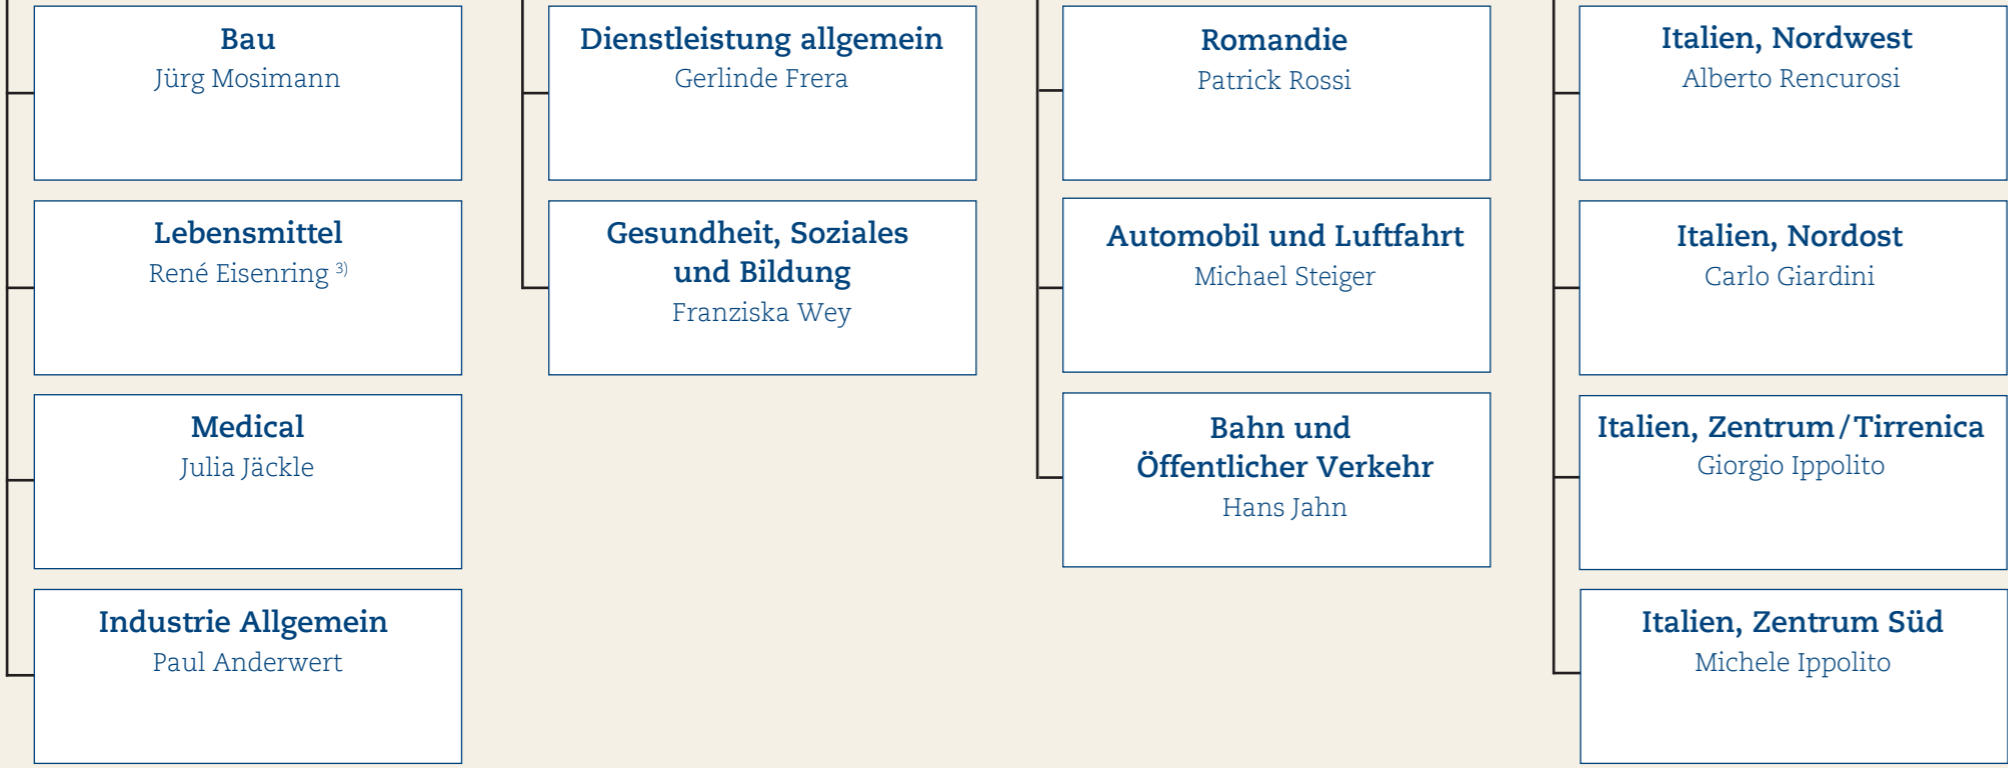 Bau
Jürg Mosimann
Lebensmittel
René Eisenring 3)
Medical
Julia Jäckle
Industrie Allgemein
Paul Anderwert
Dienstleistung allgemein
Gerlinde Frera
Gesundheit, Soziales
und Bildung
Franziska Wey
Romandie
Patrick Rossi
Automobil und Luftfahrt
Michael Steiger
Bahn und
Öffentlicher Verkehr
Hans Jahn
Italien, Nordwest
Alberto Rencurosi
Italien, Nordost
Carlo Giardini
Italien, Zentrum/Tirrenica
Giorgio Ippolito
Italien, Zentrum Süd
Michele Ippolito